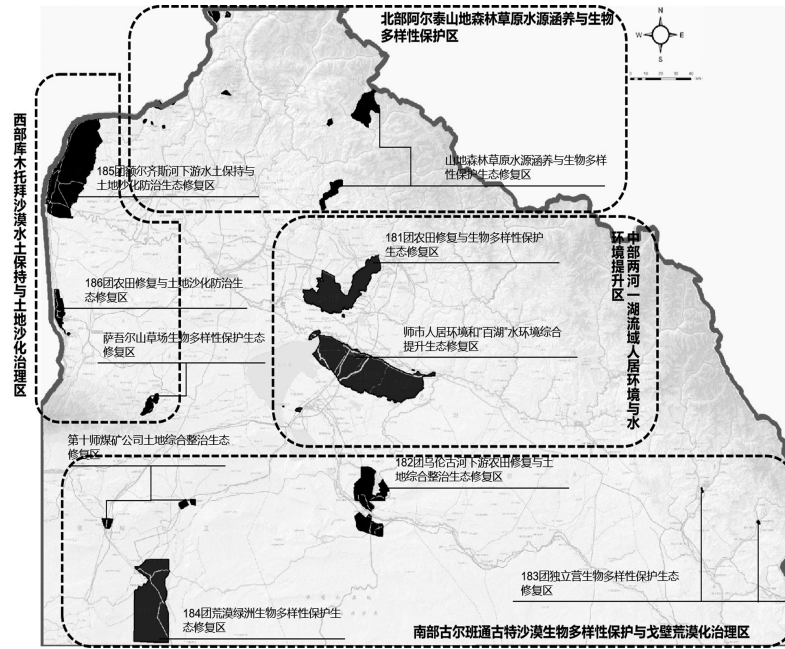 北部阿尔泰山地森林草原水源涵养与生物
多样性保护区
N
W
E
S
西部库木托拜沙漠水土保持与土地沙化治理区
185团额尔齐斯河下游水土保持与
土地沙化防治生态修复区
山地森林草原水源涵养与生物多样
性保护生态修复区
181团农田修复与生物多样性保护
生态修复区
中部两河一湖流域人居环境与水
环境提升区
186团农田修复与土地沙化防治生
态修复区
师市人居环境和“百湖”水环境综合
提升生态修复区
萨吾尔山草场生物多样性保护生态
修复区
第十师煤矿公司土地综合整治生态
修复区
182团乌伦古河下游农田修复与土
地综合整治生态修复区
183团独立营生物多样性保护生态
修复区
184团荒漠绿洲生物多样性保护生
态修复区
南部古尔班通古特沙漠生物多样性保护与戈壁荒漠化治理区